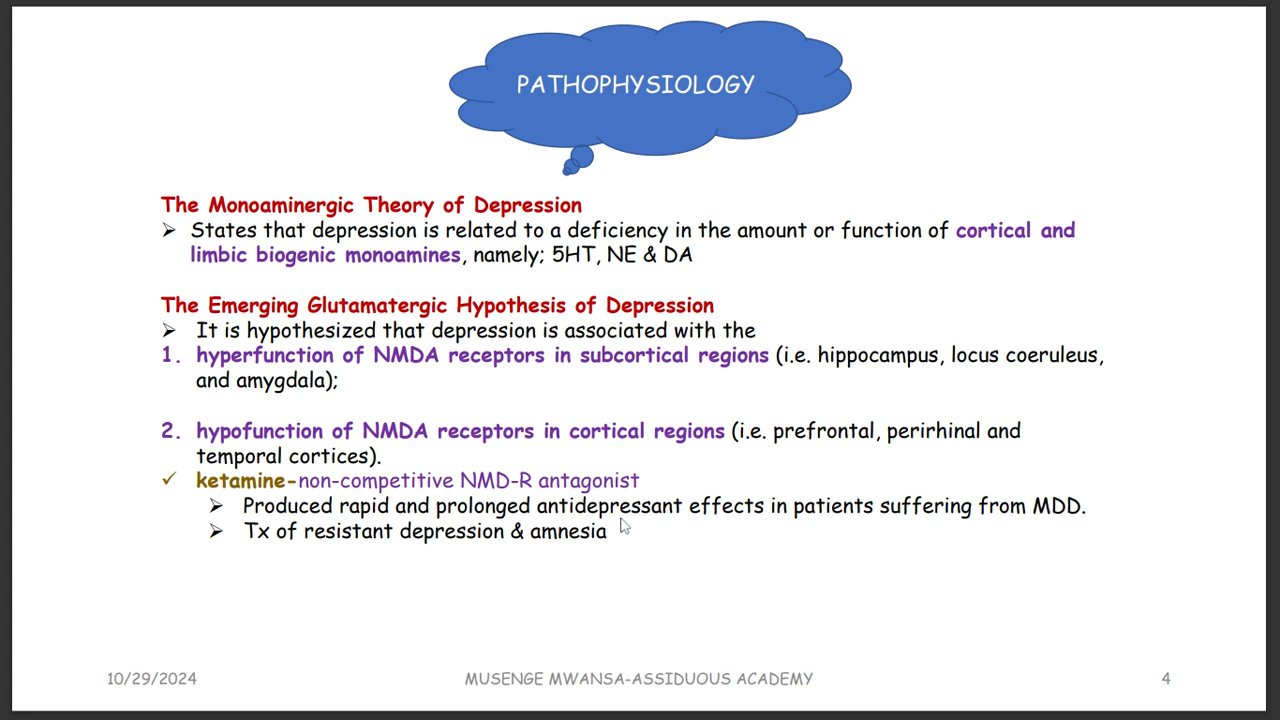 PATHOPHYSIOLOGY
The Monoaminergic Theory of Depression
➢ States that depression is related to a deficiency in the amount or function of cortical and
limbic biogenic monoamines, namely; 5HT, NE & DA
The Emerging Glutamatergic Hypothesis of Depression
➢ It is hypothesized that depression is associated with the
1. hyperfunction of NMDA receptors in subcortical regions (i.e. hippocampus, locus coeruleus,
and amygdala);
2. hypofunction of NMDA receptors in cortical regions (i.e. prefrontal, perirhinal and
temporal cortices).
✓ ketamine-non-competitive NMD-R antagonist
➢ Produced rapid and prolonged antidepressant effects in patients suffering from MDD.
➢ Tx of resistant depression & amnesia
10/29/2024 MUSENGE MWANSA-ASSIDUOUS ACADEMY 4